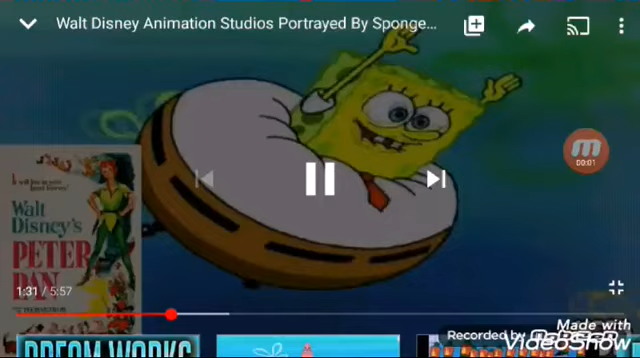 Walt Disney Animation Studios Portrayed By Sponge...
00:01
Walt
Disney's
PETER
PAN
1:31 / 5:57
Made with
Recorded by
VideoShow
DREAM WORKS